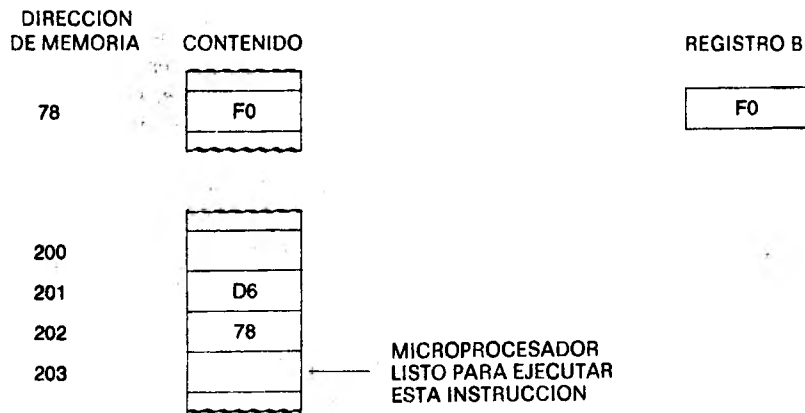 DIRECCION
DE MEMORIA CONTENIDO REGISTRO B
78 F0 F0
200
201 D6
202 78
203
MICROPROCESADOR
LISTO PARA EJECUTAR
ESTA INSTRUCCION